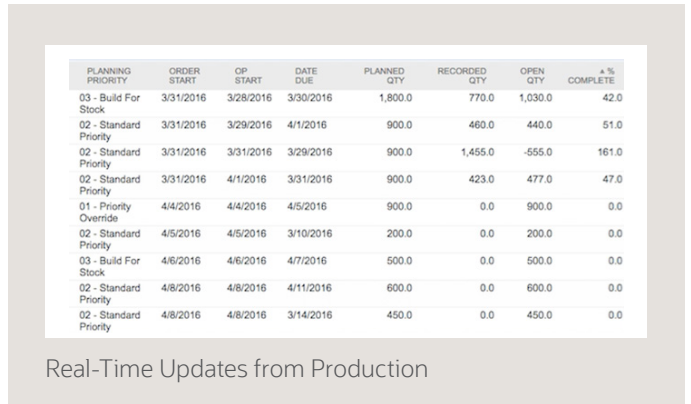 PLANNING PRIORITY ORDER START OP START DATE DUE PLANNED QTY RECORDED QTY OPEN QTY ▲ % COMPLETE
03 - Build For Stock 3/31/2016 3/28/2016 3/30/2016 1,800.0 770.0 1,030.0 42.0
02 - Standard Priority 3/31/2016 3/29/2016 4/1/2016 900.0 460.0 440.0 51.0
02 - Standard Priority 3/31/2016 3/31/2016 3/29/2016 900.0 1,455.0 -555.0 161.0
02 - Standard Priority 3/31/2016 4/1/2016 3/31/2016 900.0 423.0 477.0 47.0
01 - Priority Override 4/4/2016 4/4/2016 4/5/2016 900.0 0.0 900.0 0.0
02 - Standard Priority 4/5/2016 4/5/2016 3/10/2016 200.0 0.0 200.0 0.0
03 - Build For Stock 4/6/2016 4/6/2016 4/7/2016 500.0 0.0 500.0 0.0
02 - Standard Priority 4/8/2016 4/8/2016 4/11/2016 600.0 0.0 600.0 0.0
02 - Standard Priority 4/8/2016 4/8/2016 3/14/2016 450.0 0.0 450.0 0.0
Real-Time Updates from Production